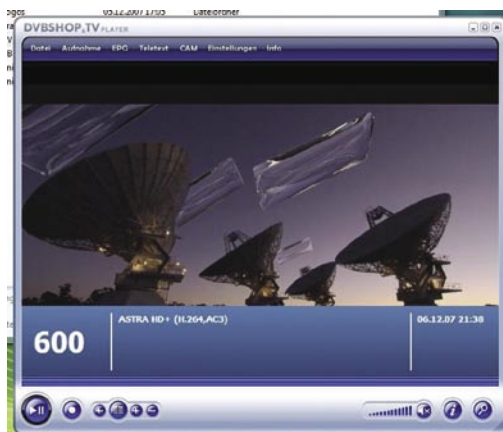 05.12.2007 17:05 Dateiordner
DVBSHOP.TV PLAYER
Datei Aufnahme EPG Teletext CAM Einstellungen Info
600
ASTRA HD+ (H.264,AC3)
06.12.07 21:38